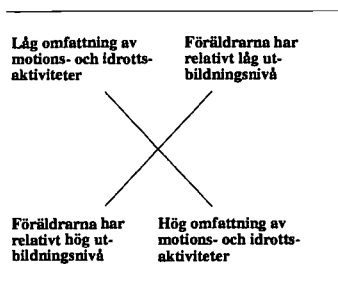 Låg omfattning av
motions- och idrotts-
aktiviteter
Föräldrarna har
relativt låg ut-
bildningsnivå
Föräldrarna har
relativt hög ut-
bildningsnivå
Hög omfattning av
motions- och idrotts-
aktiviteter